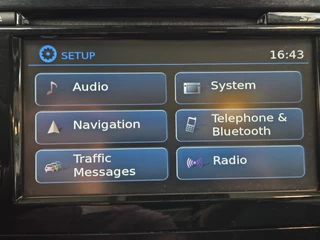 SETUP 16:43
Audio System
Navigation Telephone &
Bluetooth
Traffic Radio
Messages